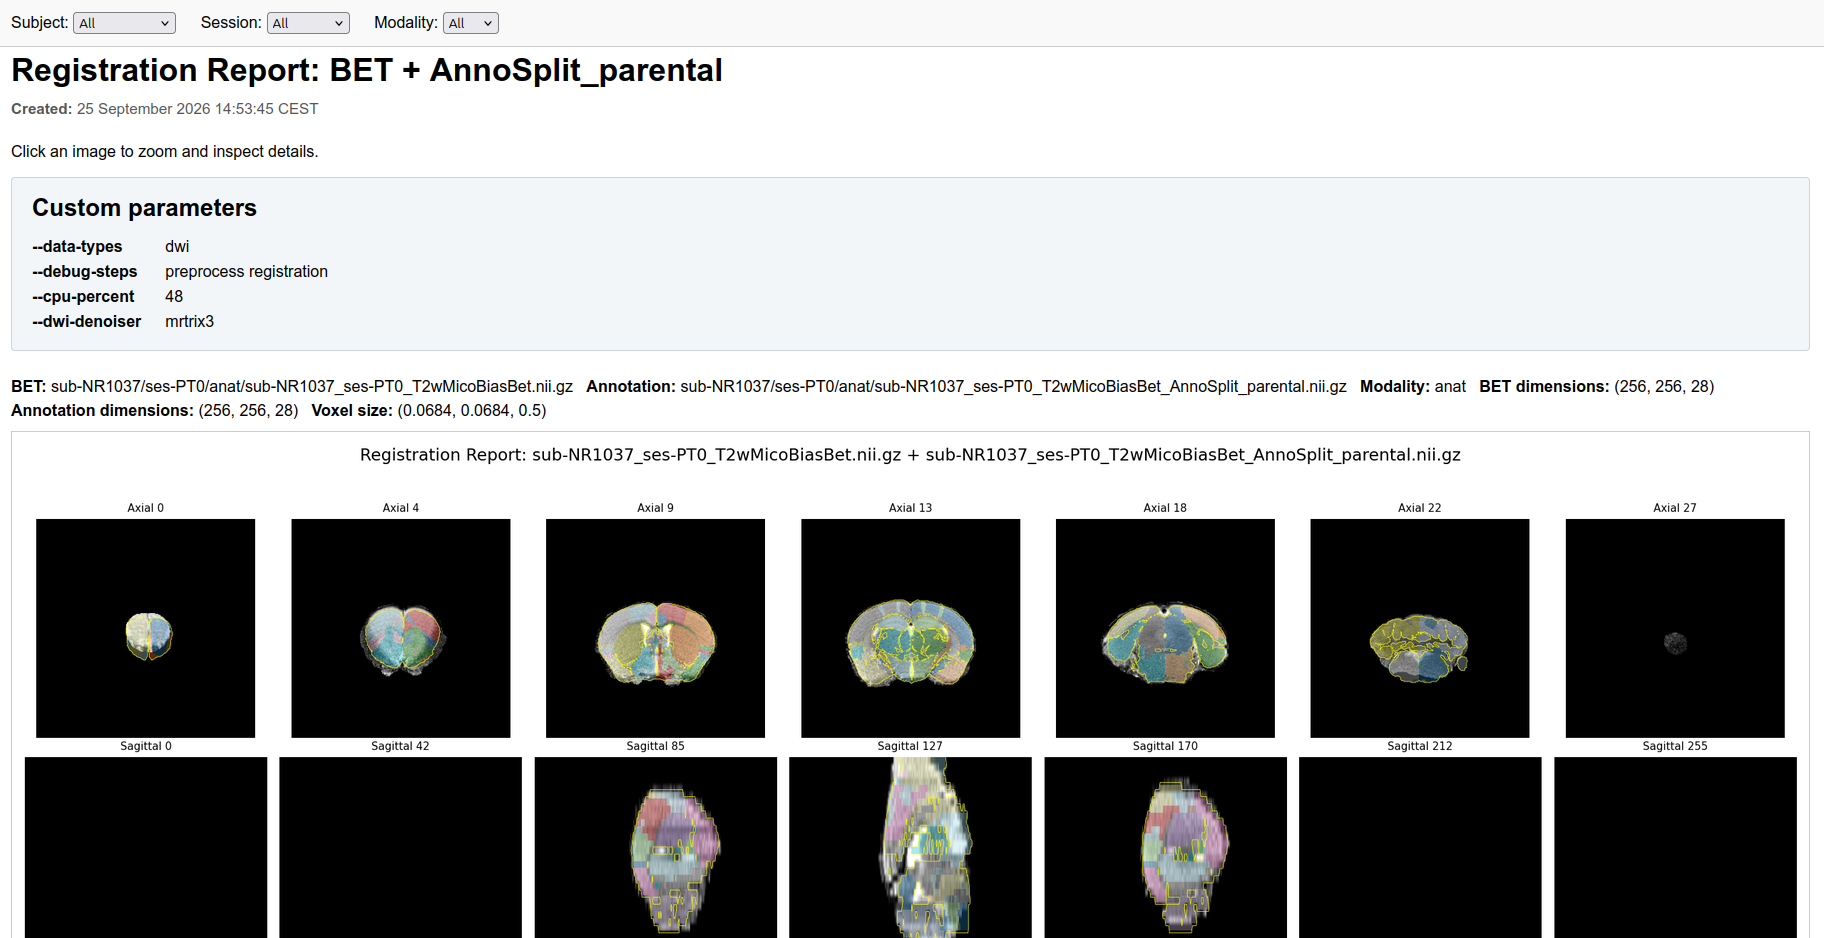 Subject: All Session: All Modality: All
Registration Report: BET + AnnoSplit_parental
Created: 25 September 2026 14:53:45 CEST
Click an image to zoom and inspect details.
Custom parameters
--data-types dwi
--debug-steps preprocess registration
--cpu-percent 48
--dwi-denoiser mrtrix3
BET: sub-NR1037/ses-PT0/anat/sub-NR1037_ses-PT0_T2wMicoBiasBet.nii.gz Annotation: sub-NR1037/ses-PT0/anat/sub-NR1037_ses-PT0_T2wMicoBiasBet_AnnoSplit_parental.nii.gz Modality: anat BET dimensions: (256, 256, 28)
Annotation dimensions: (256, 256, 28) Voxel size: (0.0684, 0.0684, 0.5)
Registration Report: sub-NR1037_ses-PT0_T2wMicoBiasBet.nii.gz + sub-NR1037_ses-PT0_T2wMicoBiasBet_AnnoSplit_parental.nii.gz
Axial 0 Axial 4 Axial 9 Axial 13 Axial 18 Axial 22 Axial 27
Sagittal 0 Sagittal 42 Sagittal 85 Sagittal 127 Sagittal 170 Sagittal 212 Sagittal 255